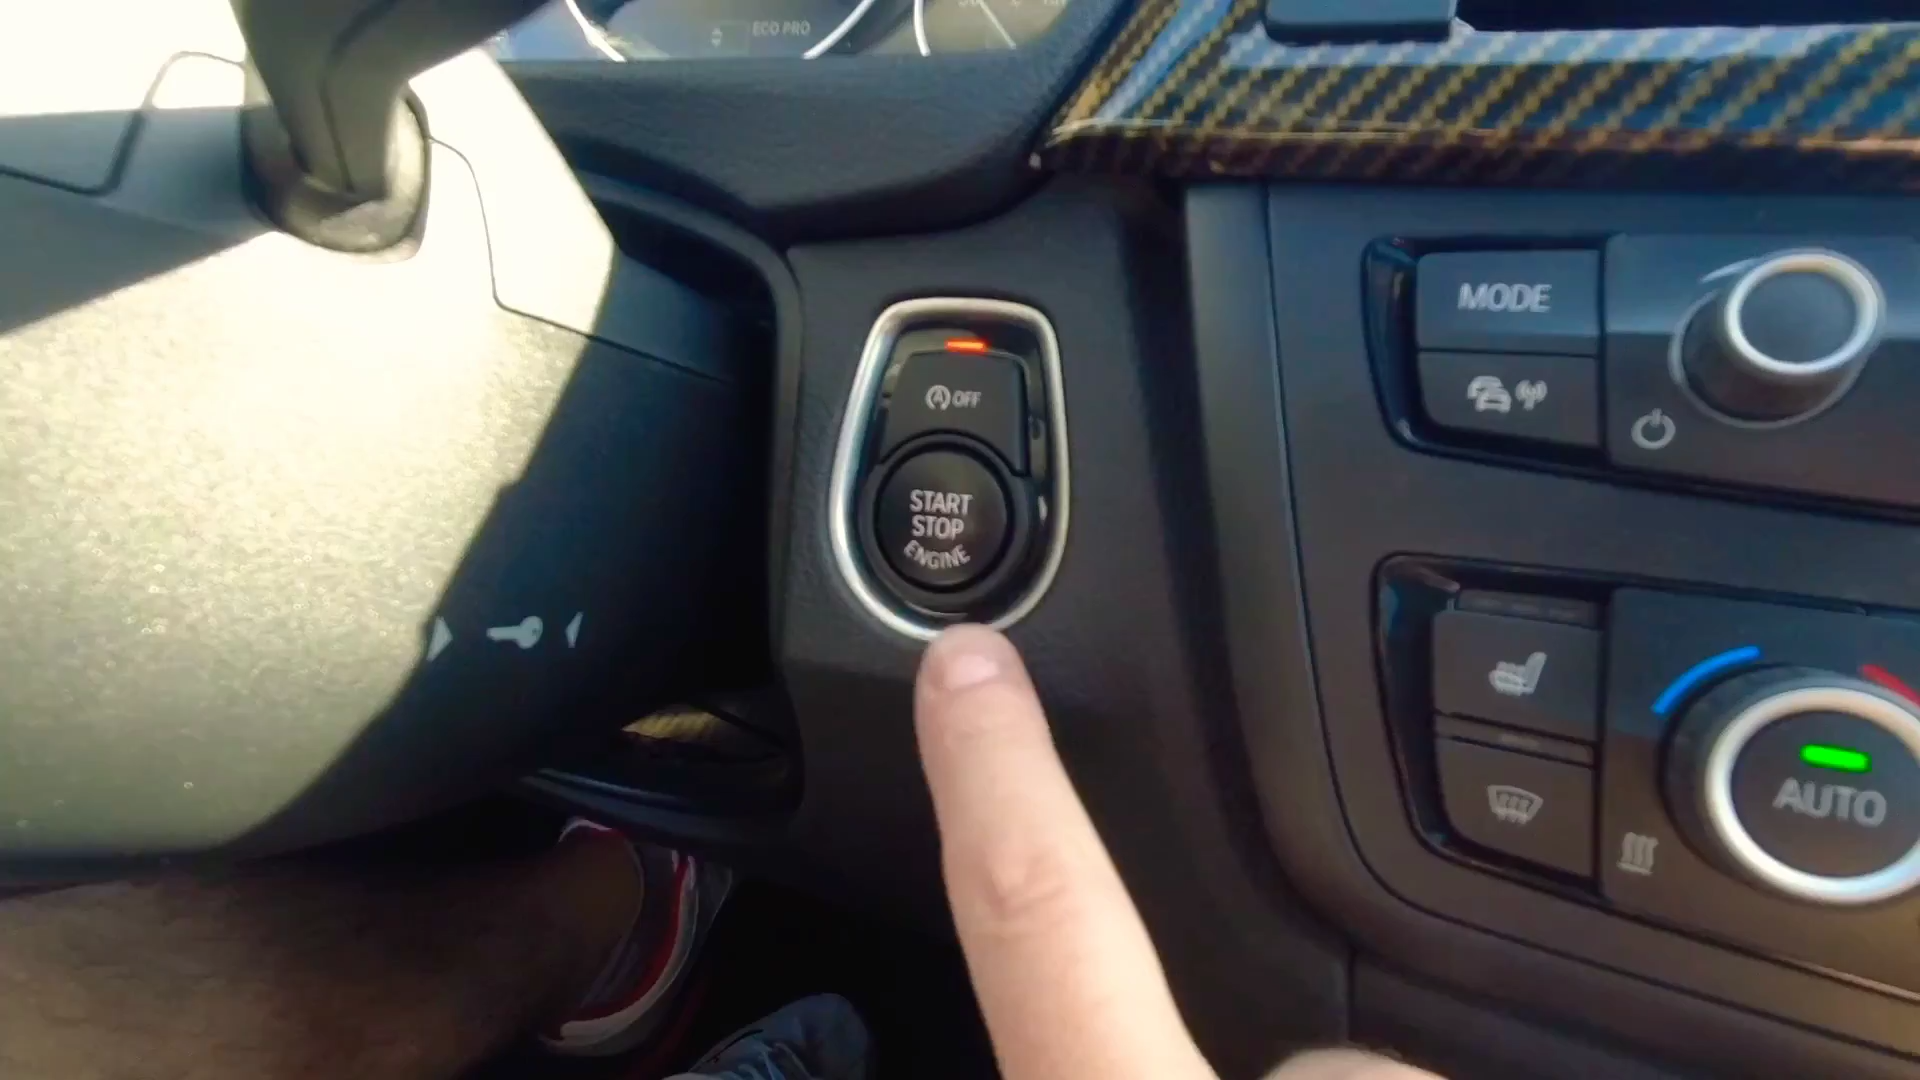 ECO PRO
MODE
A OFF
START
STOP
ENGINE
AUTO